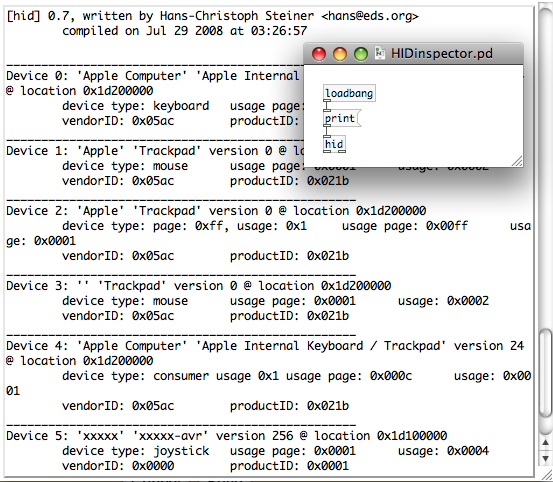 [hid] 0.7, written by Hans-Christoph Steiner <hans@eds.org>
compiled on Jul 29 2008 at 03:26:57
Device 0: 'Apple Computer' 'Apple Internal
@ location 0x1d200000
device type: keyboard usage page:
vendorID: 0x05ac productID:
Device 1: 'Apple' 'Trackpad' version 0 @
device type: mouse usage page: 0x0001 usage: 0x0002
vendorID: 0x05ac productID: 0x021b
Device 2: 'Apple' 'Trackpad' version 0 @ location 0x1d200000
device type: page: 0xff, usage: 0x1 usage page: 0x00ff usa
ge: 0x0001
vendorID: 0x05ac productID: 0x021b
Device 3: '' 'Trackpad' version 0 @ location 0x1d200000
device type: mouse usage page: 0x0001 usage: 0x0002
vendorID: 0x05ac productID: 0x021b
Device 4: 'Apple Computer' 'Apple Internal Keyboard / Trackpad' version 24
@ location 0x1d200000
device type: consumer usage 0x1 usage page: 0x000c usage: 0x00
01
vendorID: 0x05ac productID: 0x021b
Device 5: 'xxxxx' 'xxxxx-avr' version 256 @ location 0x1d100000
device type: joystick usage page: 0x0001 usage: 0x0004
vendorID: 0x0000 productID: 0x0001
HIDinspector.pd
loadbang
print
hid